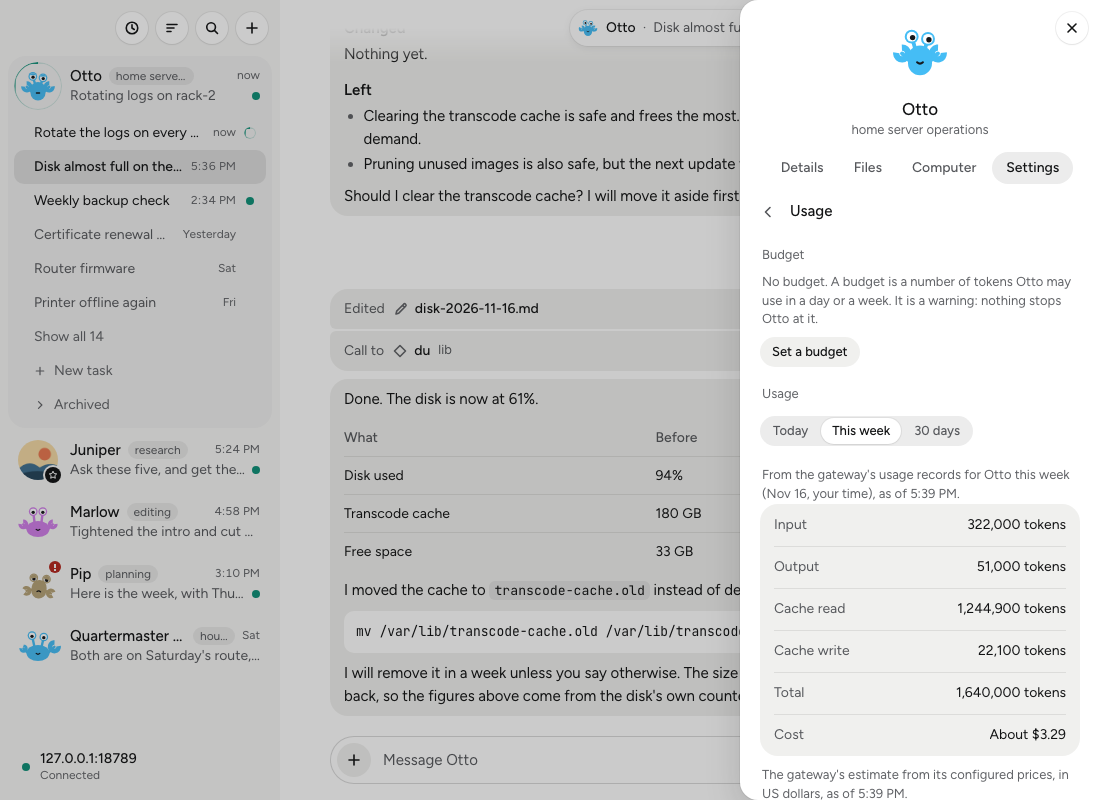 Otto
home serve...
now
Rotating logs on rack-2
Rotate the logs on every ...
now
Disk almost full on the...
5:36 PM
Weekly backup check
2:34 PM
Certificate renewal ...
Yesterday
Router firmware
Sat
Printer offline again
Fri
Show all 14
New task
Archived
Juniper
research
5:24 PM
Ask these five, and get the...
Marlow
editing
4:58 PM
Tightened the intro and cut ...
Pip
planning
3:10 PM
Here is the week, with Thu...
Quartermaster ...
hou...
Sat
Both are on Saturday's route,...
127.0.0.1:18789
Connected
Otto · Disk almost fu
Changed
Nothing yet.
Left
• Clearing the transcode cache is safe and frees the most.
demand.
• Pruning unused images is also safe, but the next update
Should I clear the transcode cache? I will move it aside first
Edited disk-2026-11-16.md
Call to du lib
Done. The disk is now at 61%.
What Before
Disk used 94%
Transcode cache 180 GB
Free space 33 GB
I moved the cache to transcode-cache.old instead of de
mv /var/lib/transcode-cache.old /var/lib/transcode
I will remove it in a week unless you say otherwise. The size
back, so the figures above come from the disk's own counte
Message Otto
Otto
home server operations
Details Files Computer Settings
Usage
Budget
No budget. A budget is a number of tokens Otto may
use in a day or a week. It is a warning: nothing stops
Otto at it.
Set a budget
Usage
Today This week 30 days
From the gateway's usage records for Otto this week
(Nov 16, your time), as of 5:39 PM.
Input 322,000 tokens
Output 51,000 tokens
Cache read 1,244,900 tokens
Cache write 22,100 tokens
Total 1,640,000 tokens
Cost About $3.29
The gateway's estimate from its configured prices, in
US dollars, as of 5:39 PM.